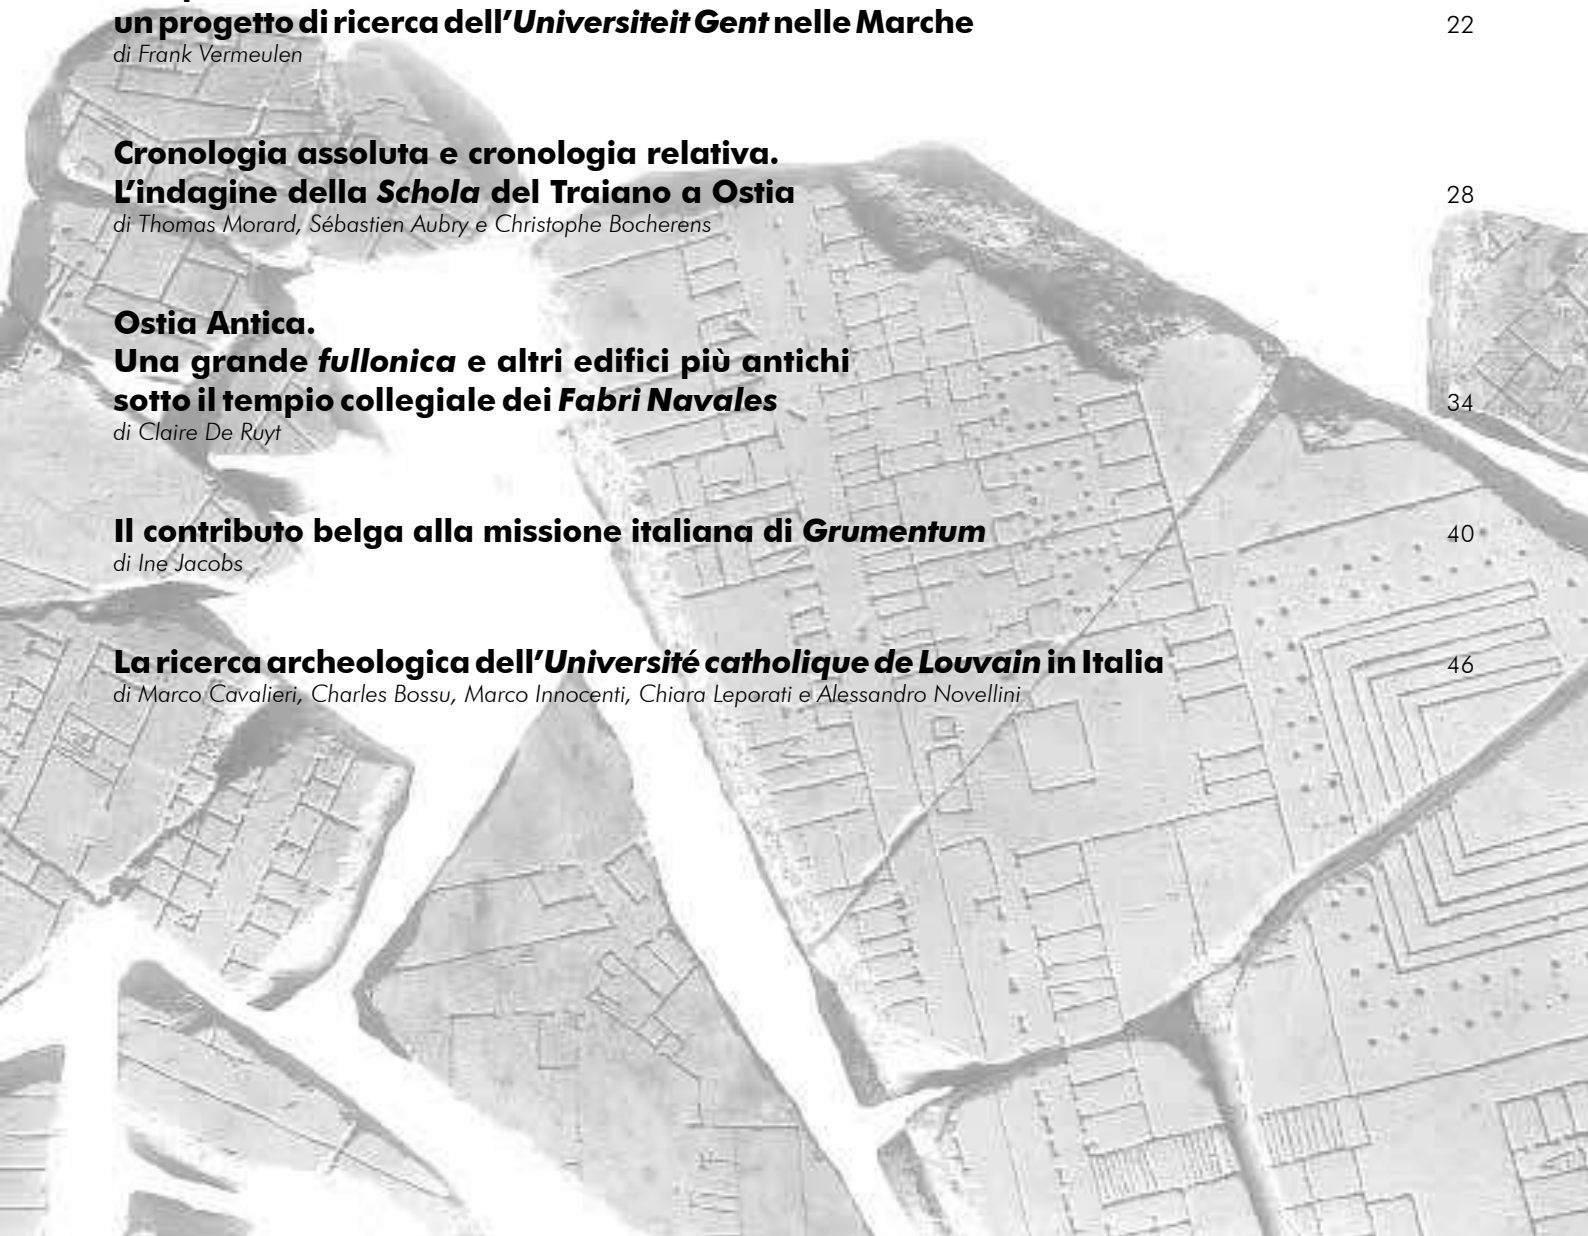 un progetto di ricerca dell’Universiteit Gent nelle Marche 22
di Frank Vermeulen
Cronologia assoluta e cronologia relativa.
L’indagine della Schola del Traiano a Ostia 28
di Thomas Morard, Sébastien Aubry e Christophe Bocherens
Ostia Antica.
Una grande fullonica e altri edifici più antichi
sotto il tempio collegiale dei Fabri Navales 34
di Claire De Ruyt
Il contributo belga alla missione italiana di Grumentum 40
di Ine Jacobs
La ricerca archeologica dell’Université catholique de Louvain in Italia 46
di Marco Cavalieri, Charles Bossu, Marco Innocenti, Chiara Leporati e Alessandro Novellini